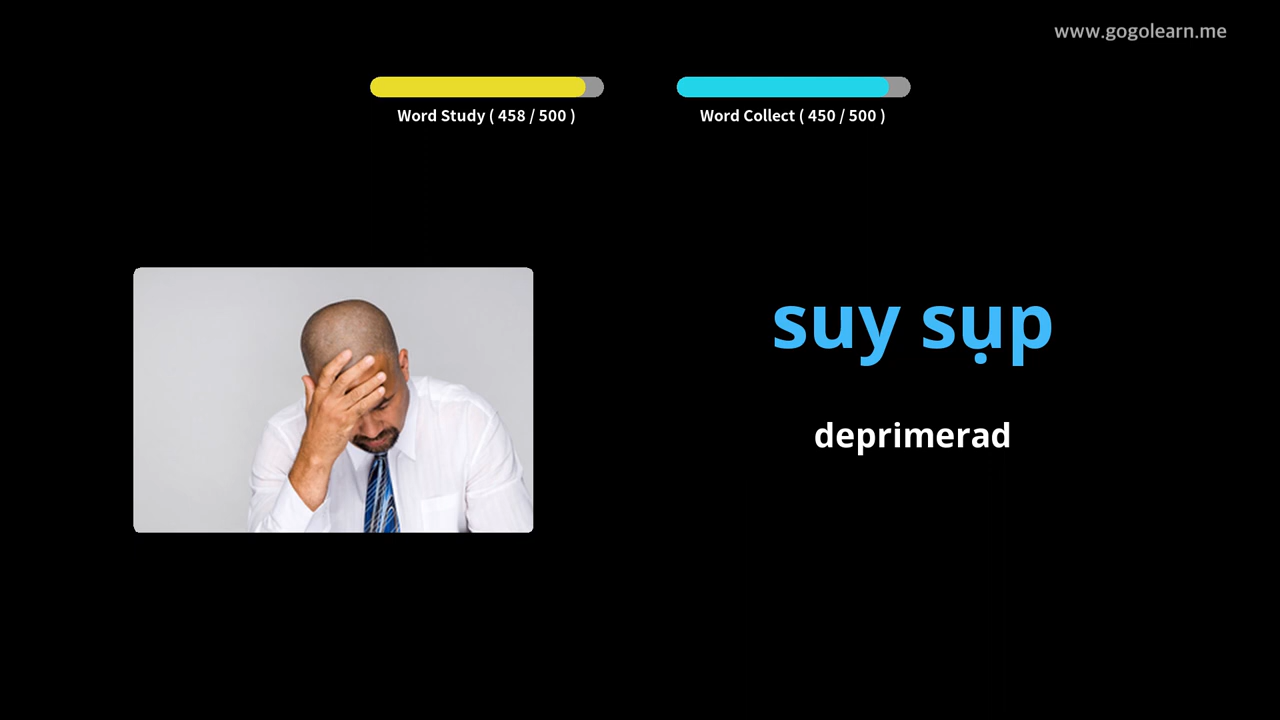 www.gogolearn.me
Word Study ( 458 / 500 )
Word Collect ( 450 / 500 )
suy sụp
deprimerad